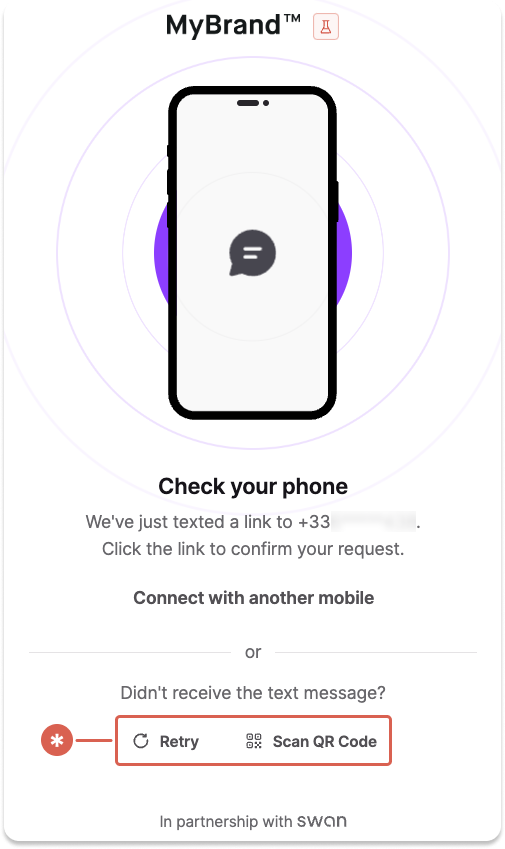 MyBrand™
Check your phone
We've just texted a link to +33 .
Click the link to confirm your request.
Connect with another mobile
or
Didn't receive the text message?
* Retry Scan QR Code
In partnership with swan